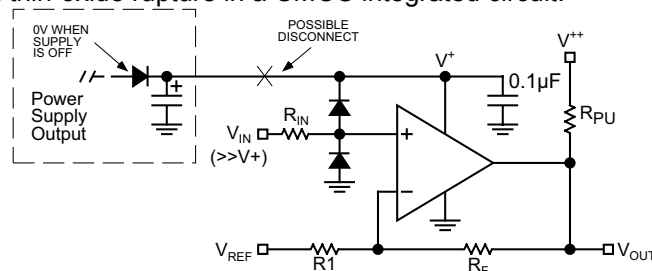 thin oxide rupture in a CMOS integrated circuit.
0V WHEN
SUPPLY
IS OFF
POSSIBLE
DISCONNECT
V++
V+
+
0.1µF
Power
Supply
Output
RIN
RPU
VIN
(>>V+)
+
−
VREF
R1
RF
VOUT